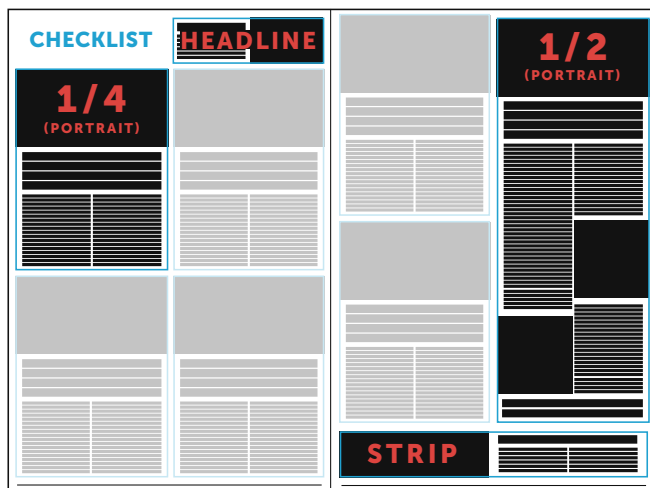 CHECKLIST
HEADLINE
1/4
(PORTRAIT)
1/2
(PORTRAIT)
STRIP